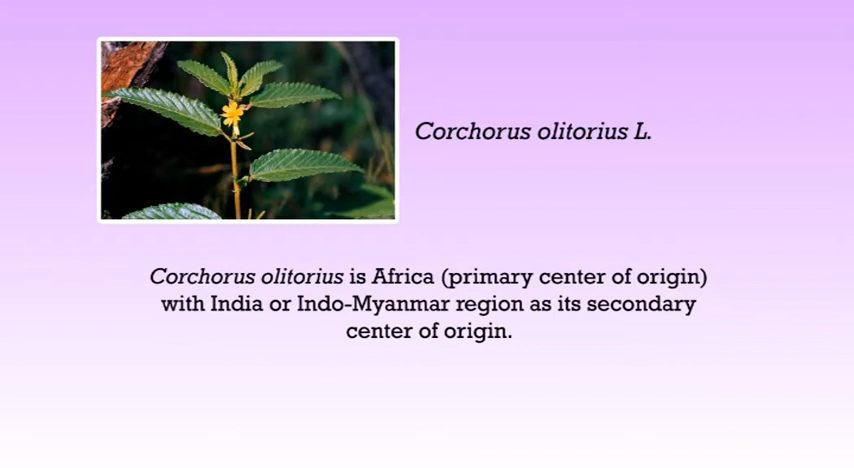 Corchorus olitorius L.
Corchorus olitorius is Africa (primary center of origin)
with India or Indo-Myanmar region as its secondary
center of origin.